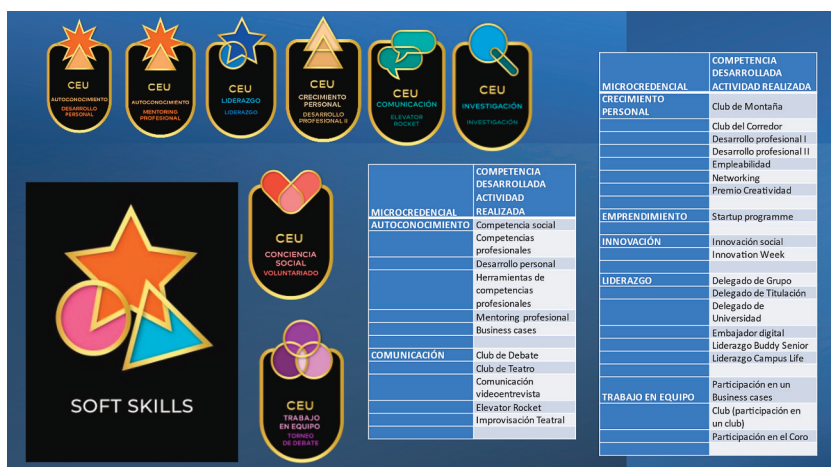 CEU
AUTOCONOCIMIENTO
DESARROLLO
PERSONAL
CEU
AUTOCONOCIMIENTO
MENTORING
PROFESIONAL
CEU
LIDERAZGO
LIDERAZGO
CEU
CRECIMIENTO
PERSONAL
DESARROLLO
PROFESIONAL II
CEU
COMUNICACIÓN
ELEVATOR
ROCKET
CEU
INVESTIGACIÓN
INVESTIGACIÓN
SOFT SKILLS
CEU
CONCIENCIA
SOCIAL
VOLUNTARIADO
CEU
TRABAJO
EN EQUIPO
TORNEO
DE DEBATE
MICROCREDENCIAL
COMPETENCIA
DESARROLLADA
ACTIVIDAD
REALIZADA
AUTOCONOCIMIENTO Competencia social
Competencias
profesionales
Desarrollo personal
Herramientas de
competencias
profesionales
Mentoring profesional
Business cases
COMUNICACIÓN Club de Debate
Club de Teatro
Comunicación
videoentrevista
Elevator Rocket
Improvisación Teatral
MICROCREDENCIAL
COMPETENCIA
DESARROLLADA
ACTIVIDAD REALIZADA
CRECIMIENTO
PERSONAL
Club de Montaña
Club del Corredor
Desarrollo profesional I
Desarrollo profesional II
Empleabilidad
Networking
Premio Creatividad
EMPRENDIMIENTO Startup programme
INNOVACIÓN Innovación social
Innovation Week
LIDERAZGO Delegado de Grupo
Delegado de Titulación
Delegado de
Universidad
Embajador digital
Liderazgo Buddy Senior
Liderazgo Campus Life
TRABAJO EN EQUIPO
Participación en un
Business cases
Club (participación en
un club)
Participación en el Coro